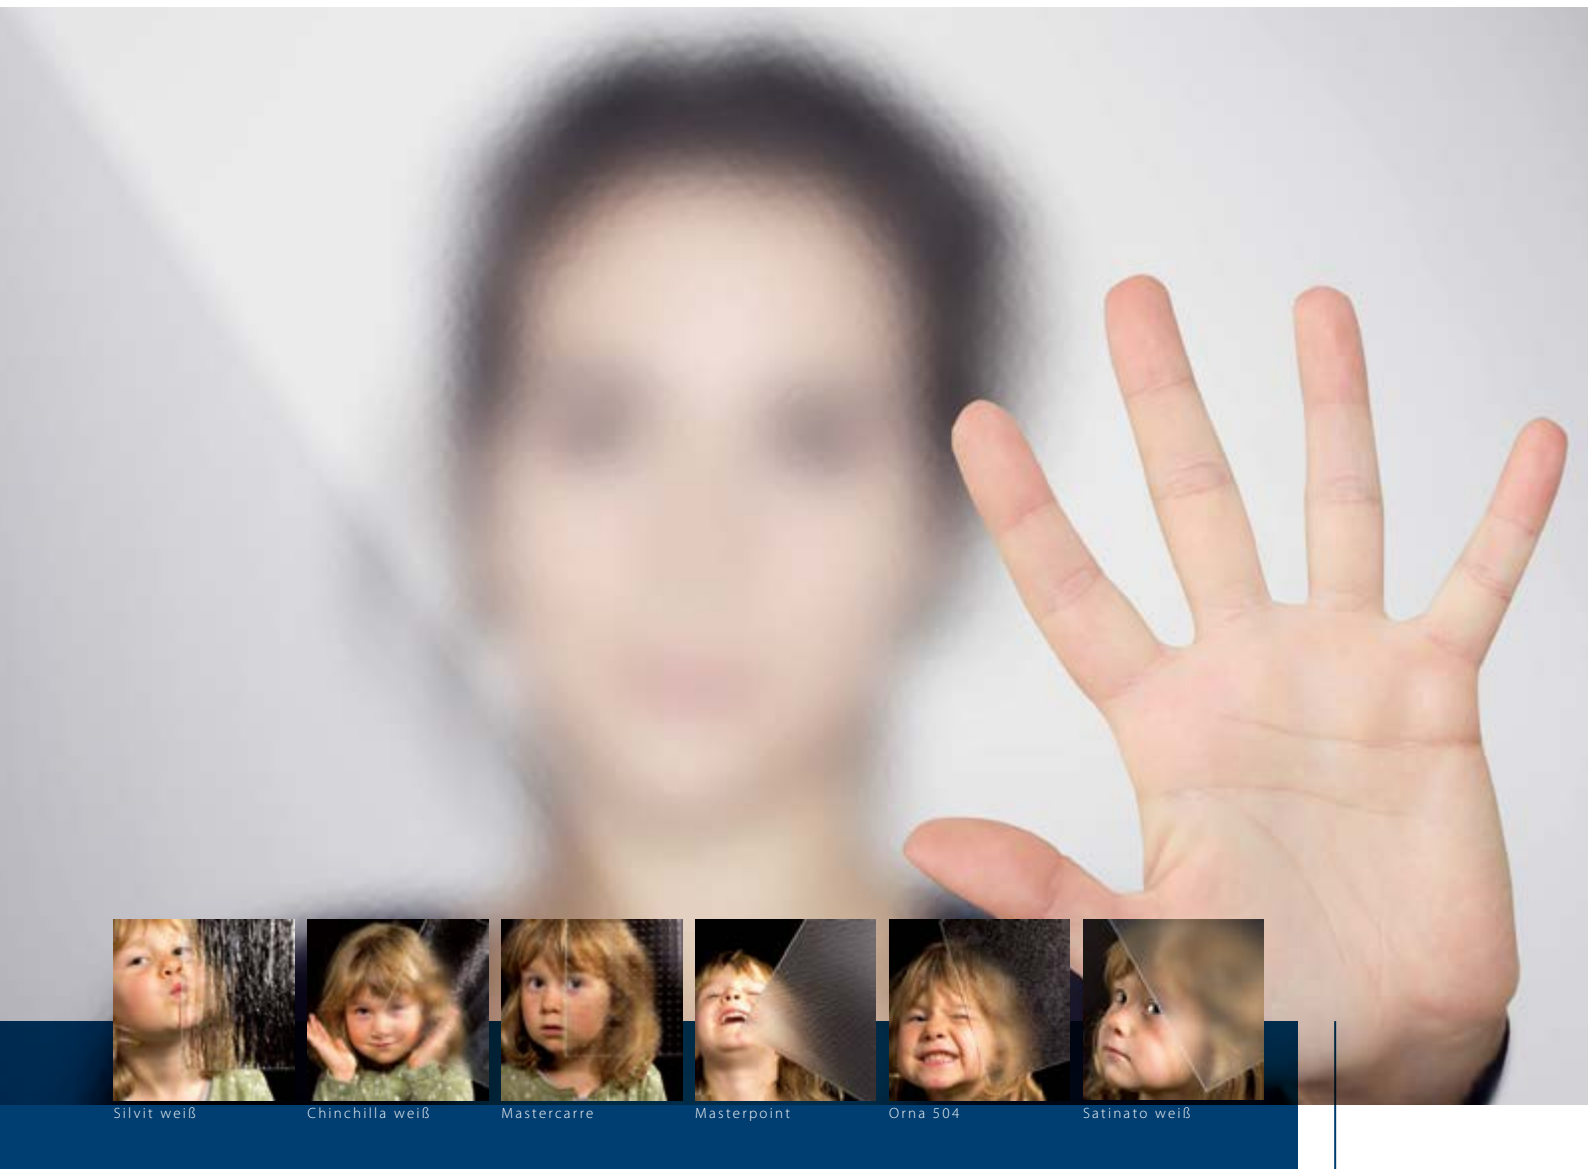 Silvit weiß
Chinchilla weiß
Mastercarre
Masterpoint
Orna 504
Satinato weiß